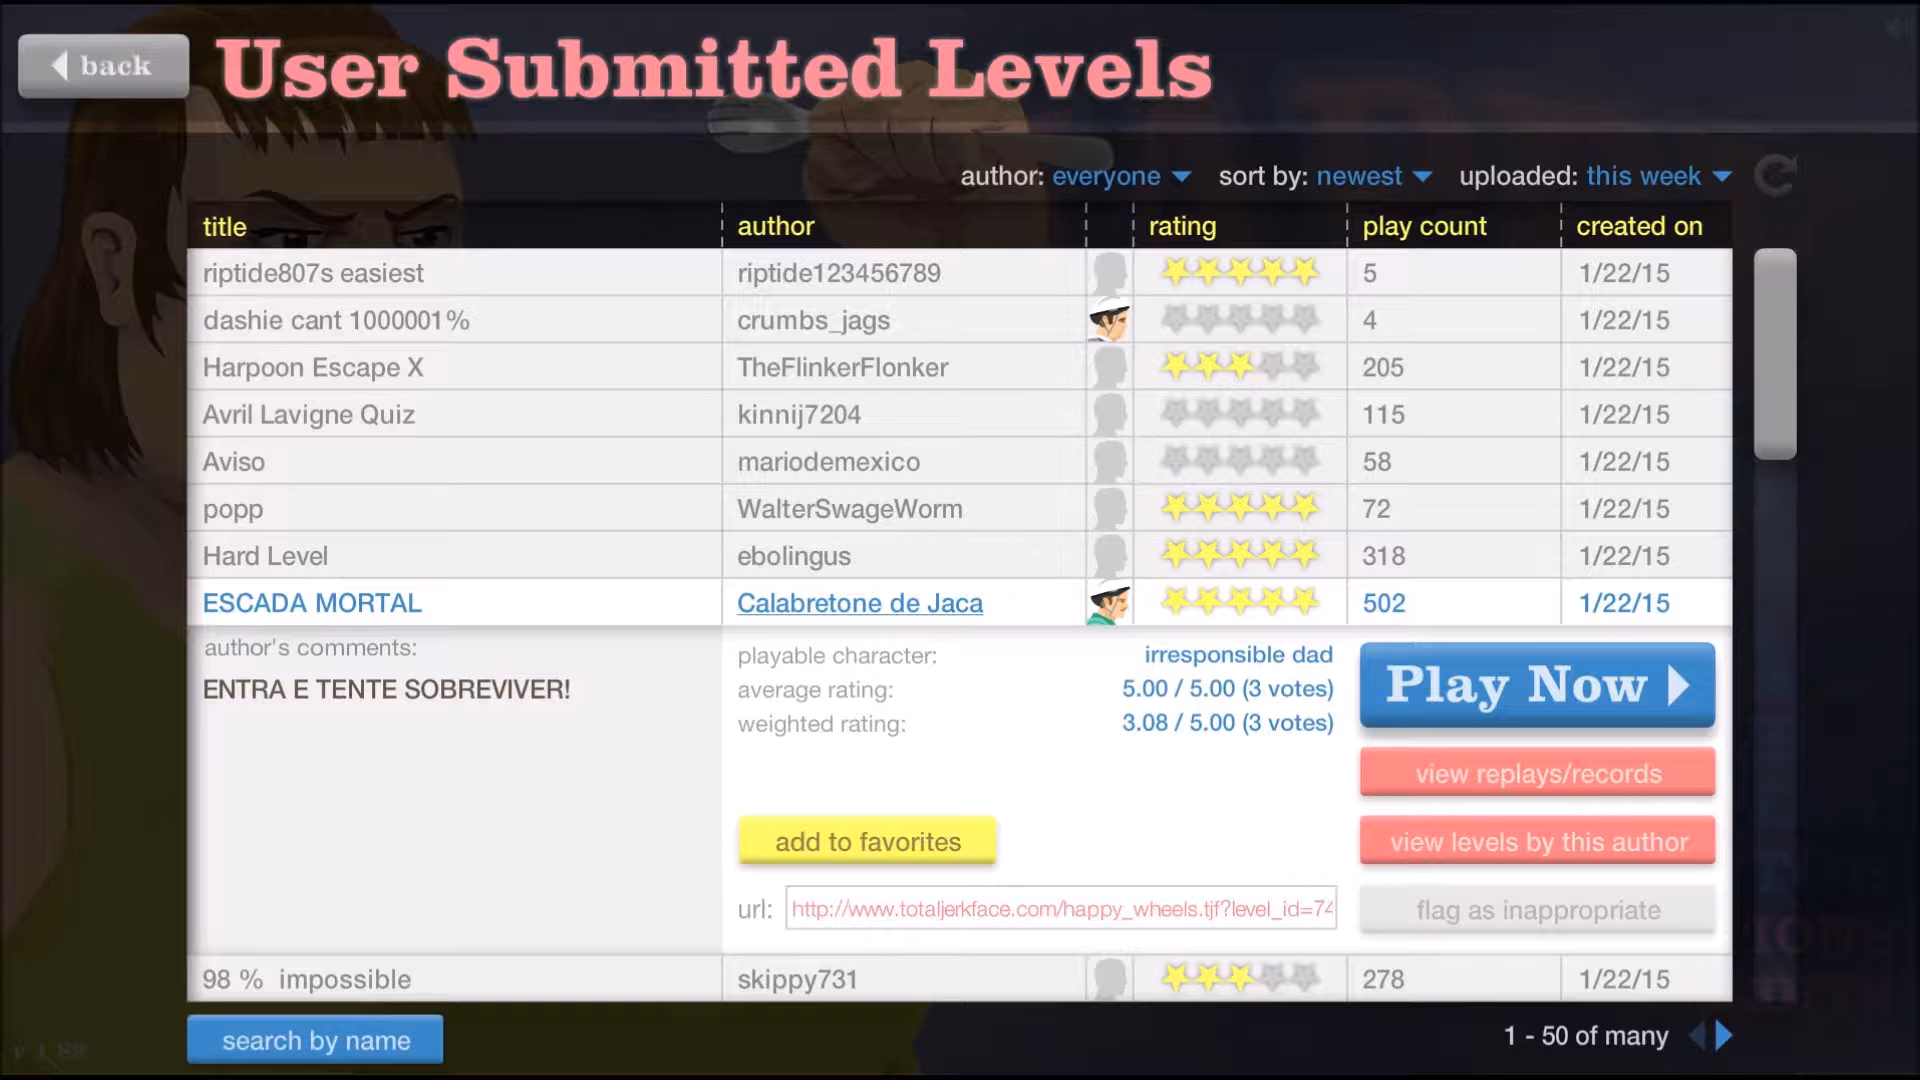 back
User Submitted Levels
author: everyone sort by: newest uploaded: this week
title author rating play count created on
riptide807s easiest riptide123456789 5 1/22/15
dashie cant 1000001% crumbs_jags 4 1/22/15
Harpoon Escape X TheFlinkerFlonker 205 1/22/15
Avril Lavigne Quiz kinnij7204 115 1/22/15
Aviso mariodemexico 58 1/22/15
popp WalterSwageWorm 72 1/22/15
Hard Level ebolingus 318 1/22/15
ESCADA MORTAL Calabretone de Jaca 502 1/22/15
author's comments:
ENTRA E TENTE SOBREVIVER!
playable character: irresponsible dad
average rating: 5.00 / 5.00 (3 votes)
weighted rating: 3.08 / 5.00 (3 votes)
Play Now
view replays/records
add to favorites
view levels by this author
url: http://www.totaljerkface.com/happy_wheels.tjf?level_id=74
flag as inappropriate
98 % impossible skippy731 278 1/22/15
search by name
1 - 50 of many
v 1.82